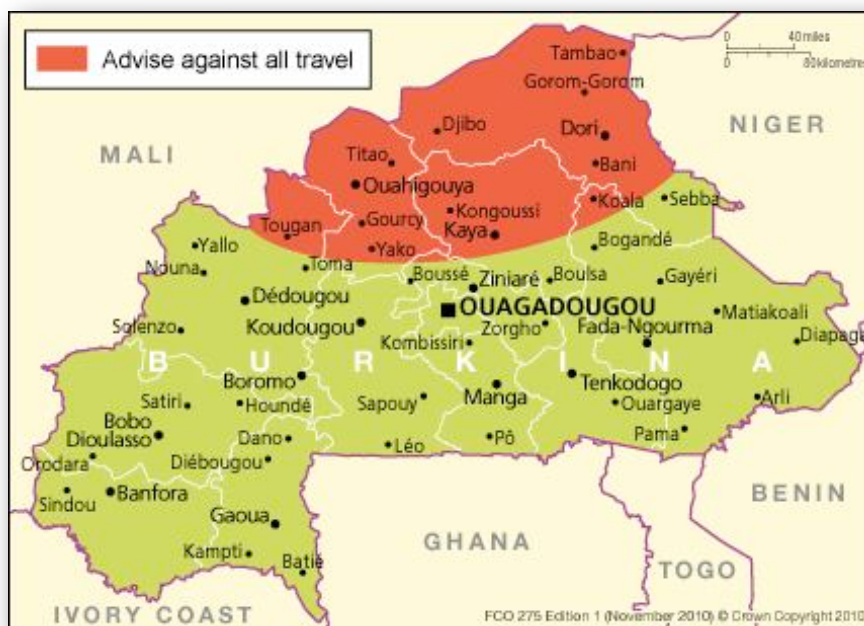 Advise against all travel
0 40 miles
0 80 kilometres
Tambao
Gorom-Gorom
NIGER
Djibo
Dori
MALI
Titao
Bani
Ouahigouya
Koala
Sebba
Gourcy
Kongoussi
Tougan
Kaya
Yallo
Yako
Bogandé
Nouna
Toma
Boussé
Ziniaré
Boulsa
Gayéri
Dédougou
OUAGADOUGOU
Matiakoali
Solenzo
Koudougou
Zorgho
Fada-Ngourma
Diapaga
Kombissiri
BURKINA
Boromo
Manga
Tenkodogo
Satiri
Houndé
Sapouy
Ouargaye
Arli
Bobo
Dioulasso
Dano
Léo
Pô
Pama
Orodara
Diébougou
Sindou
Banfora
BENIN
Gaoua
GHANA
Kampti
Batié
TOGO
IVORY COAST
FCO 275 Edition 1 (November 2010) © Crown Copyright 2010